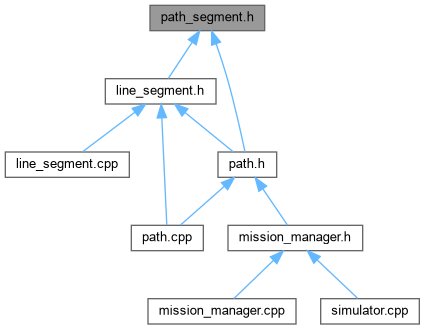 path_segment.h
line_segment.h
line_segment.cpp
path.h
path.cpp
mission_manager.h
mission_manager.cpp
simulator.cpp